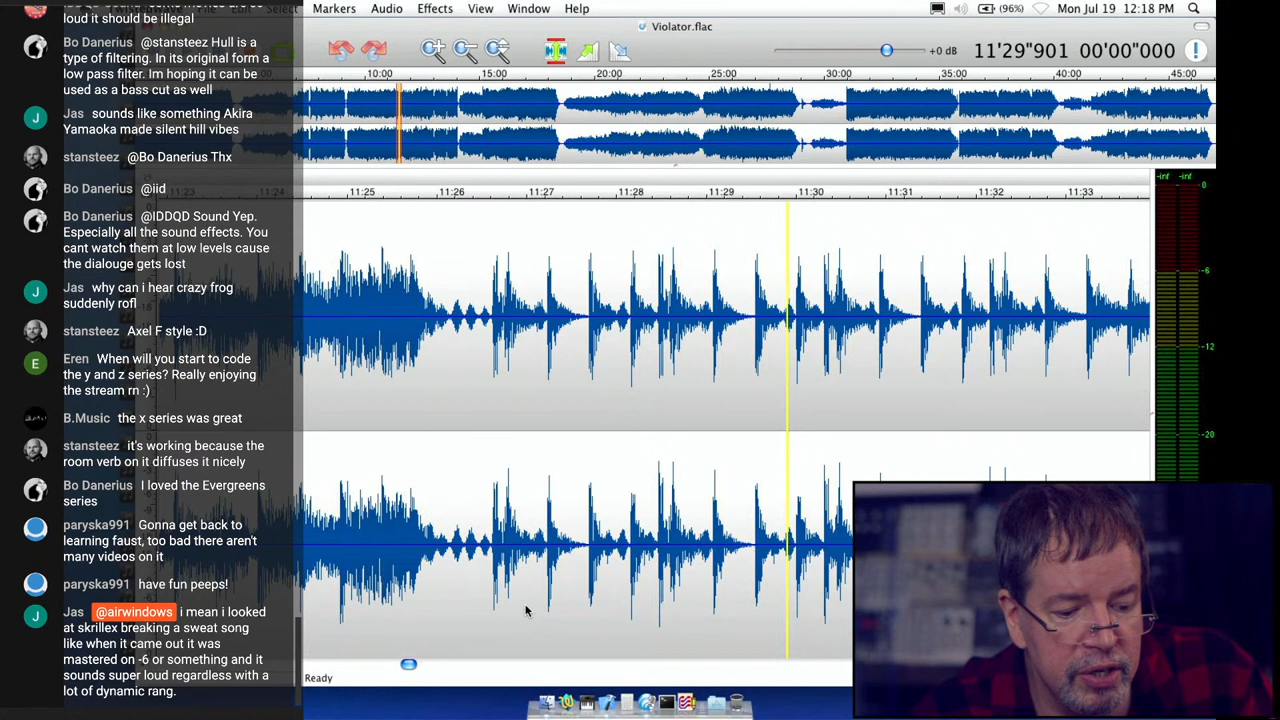 Markers Audio Effects View Window Help (96%) Mon Jul 19 12:18 PM
Violator.flac
+0 dB 11'29"901 00'00"000
10:00 15:00 20:00 25:00 30:00 35:00 40:00 45:00
11:23 11:24 11:25 11:26 11:27 11:28 11:29 11:30 11:31 11:32 11:33
-inf -inf 0
-6
-12
-20
Ready
loud it should be illegal
Bo Danerius @stansteez Hull is a
type of filtering. In its original form a
low pass filter. Im hoping it can be
used as a bass cut as well
Jas sounds like something Akira
Yamaoka made silent hill vibes
stansteez @Bo Danerius Thx
Bo Danerius @iid
Bo Danerius @IDDQD Sound Yep.
Especially all the sound effects. You
cant watch them at low levels cause
the dialouge gets lost
Jas why can i hear crazy frog
suddenly rofl
stansteez Axel F style :D
Eren When will you start to code
the y and z series? Really enjoying
the stream rn :)
B.Music the x series was great
stansteez it's working because the
room verb on it diffuses it nicely
Bo Danerius I loved the Evergreens
series
paryska991 Gonna get back to
learning faust, too bad there aren't
many videos on it
paryska991 have fun peeps!
Jas @airwindows i mean i looked
at skrillex breaking a sweat song
like when it came out it was
mastered on -6 or something and it
sounds super loud regardless with a
lot of dynamic rang.